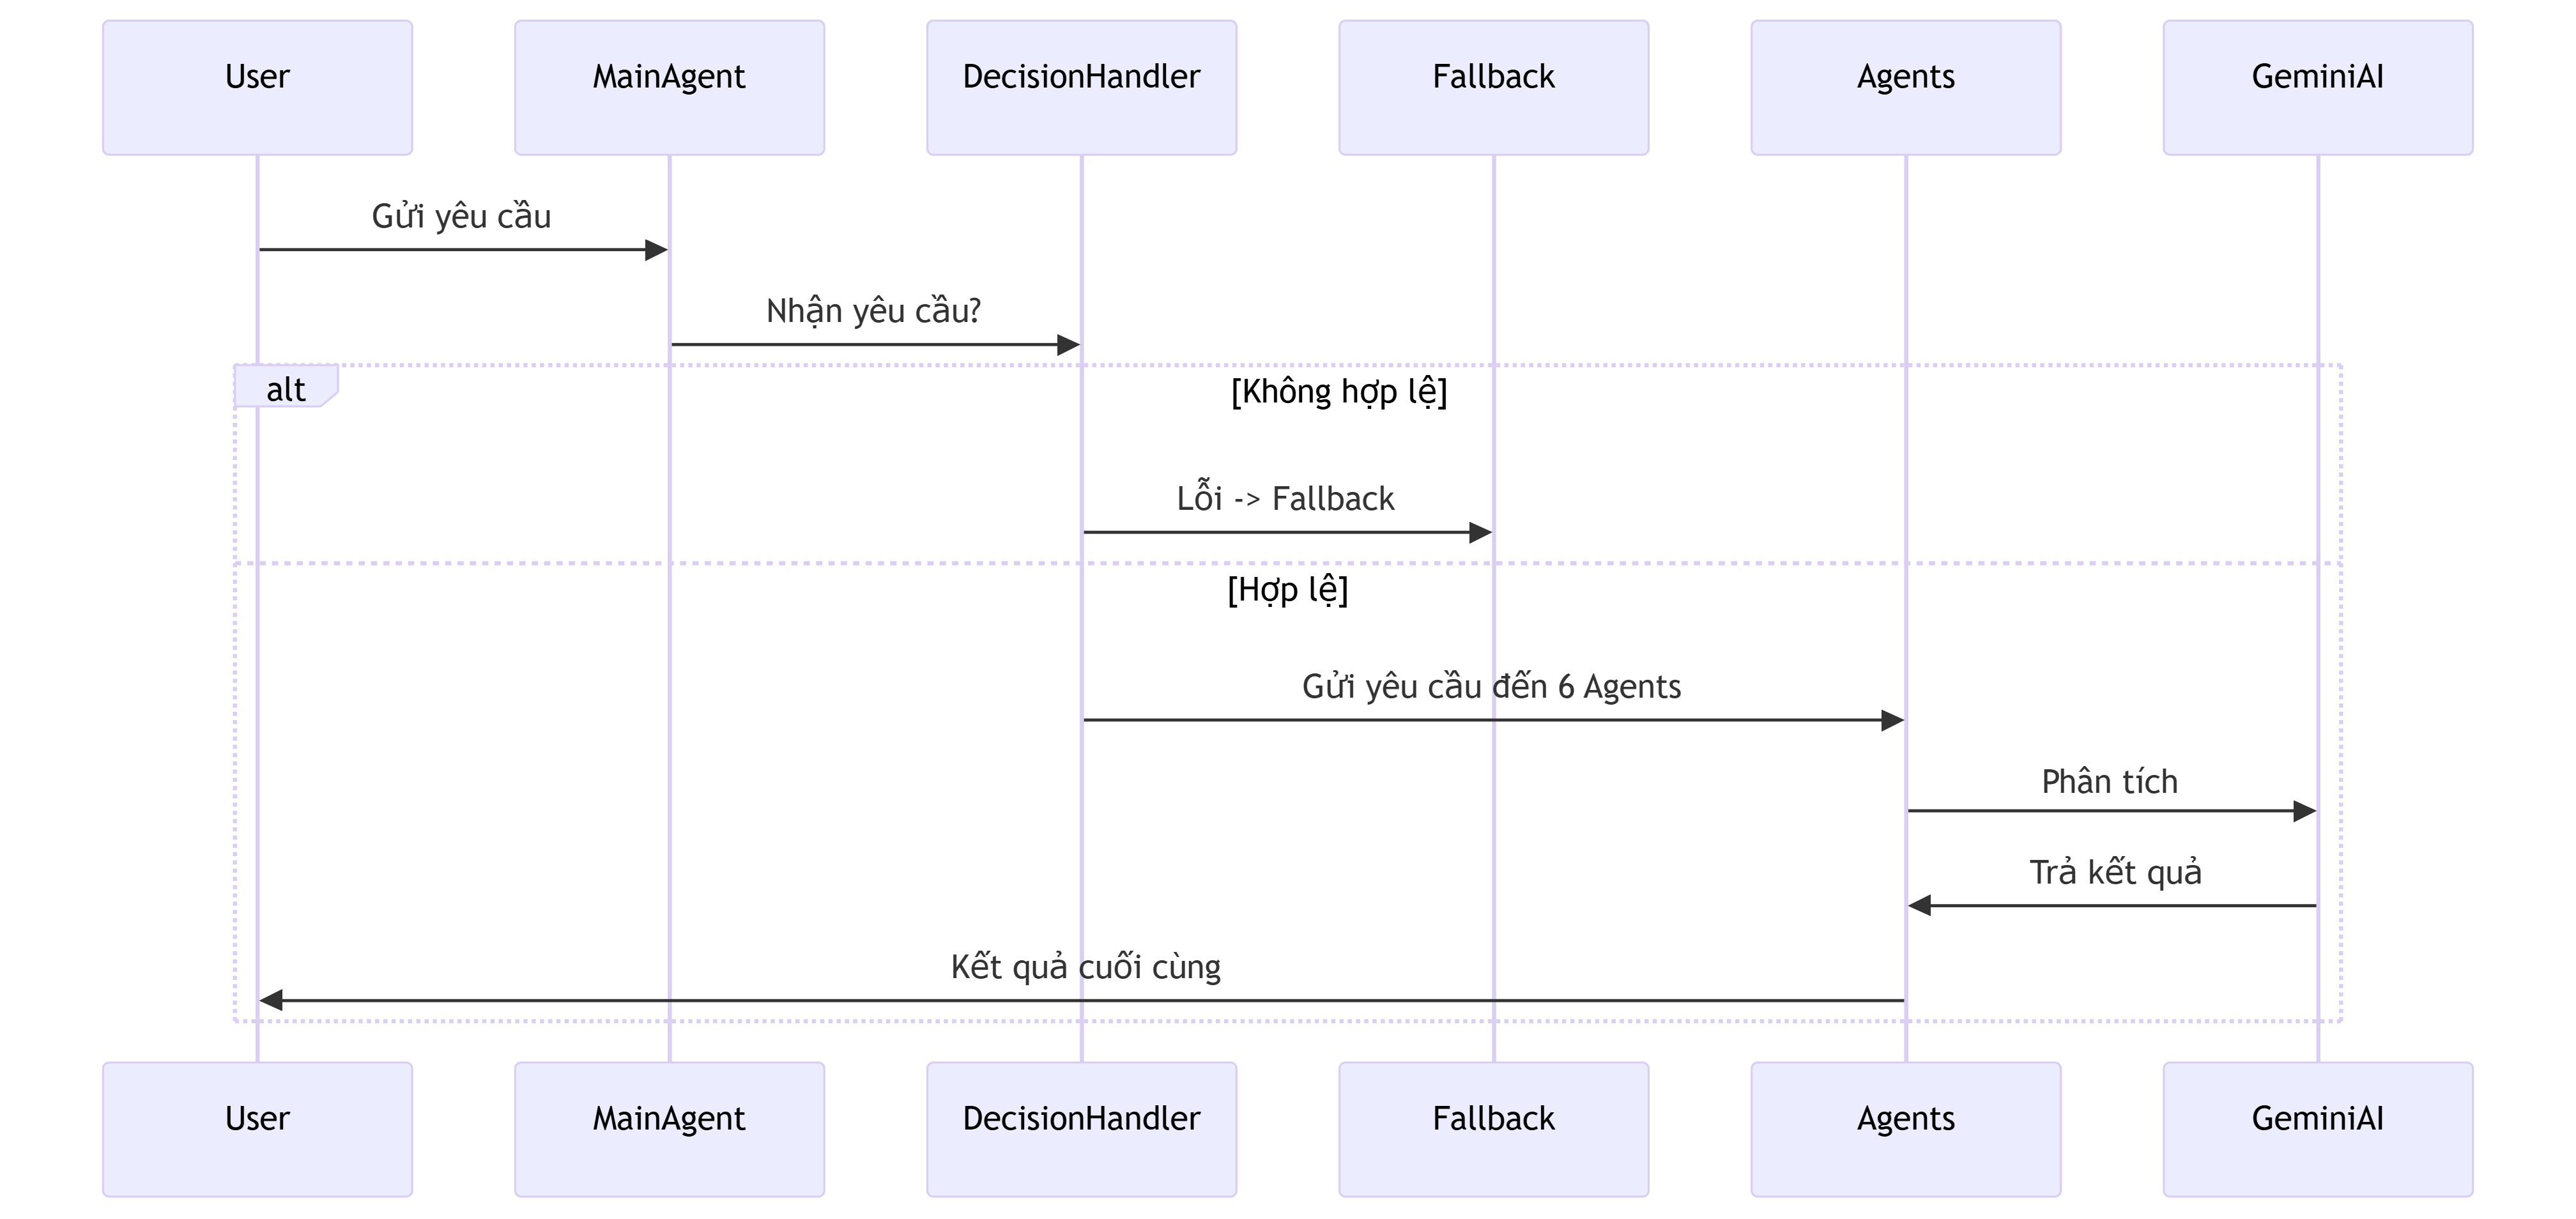 User
MainAgent
DecisionHandler
Fallback
Agents
GeminiAI
Gửi yêu cầu
Nhận yêu cầu?
alt
[Không hợp lệ]
Lỗi -> Fallback
[Hợp lệ]
Gửi yêu cầu đến 6 Agents
Phân tích
Trả kết quả
Kết quả cuối cùng
User
MainAgent
DecisionHandler
Fallback
Agents
GeminiAI